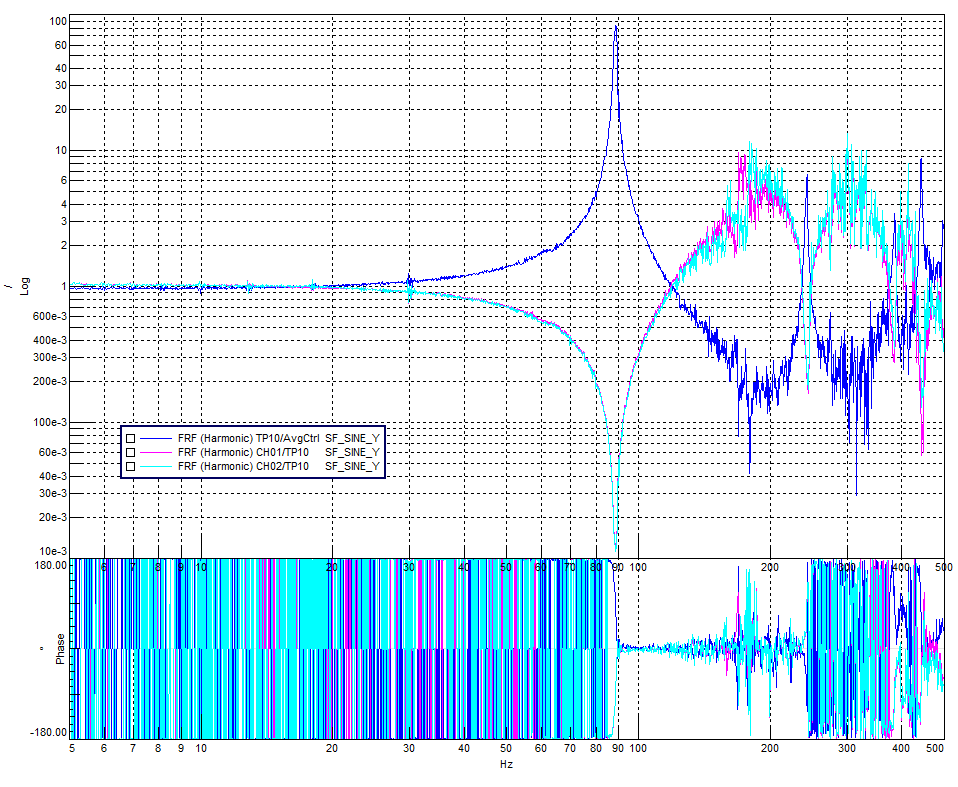 100
60
40
30
20
10
6
4
3
2
1
600e-3
400e-3
300e-3
200e-3
100e-3
60e-3
40e-3
30e-3
20e-3
10e-3
/
Log
FRF (Harmonic) TP10/AvgCtrl SF_SINE_Y
FRF (Harmonic) CH01/TP10 SF_SINE_Y
FRF (Harmonic) CH02/TP10 SF_SINE_Y
6 7 8 9 10 20 30 40 50 60 70 80 90 100 200 300 400 500
180.00
°
Phase
-180.00
5 6 7 8 9 10 20 30 40 50 60 70 80 90 100 200 300 400 500
Hz